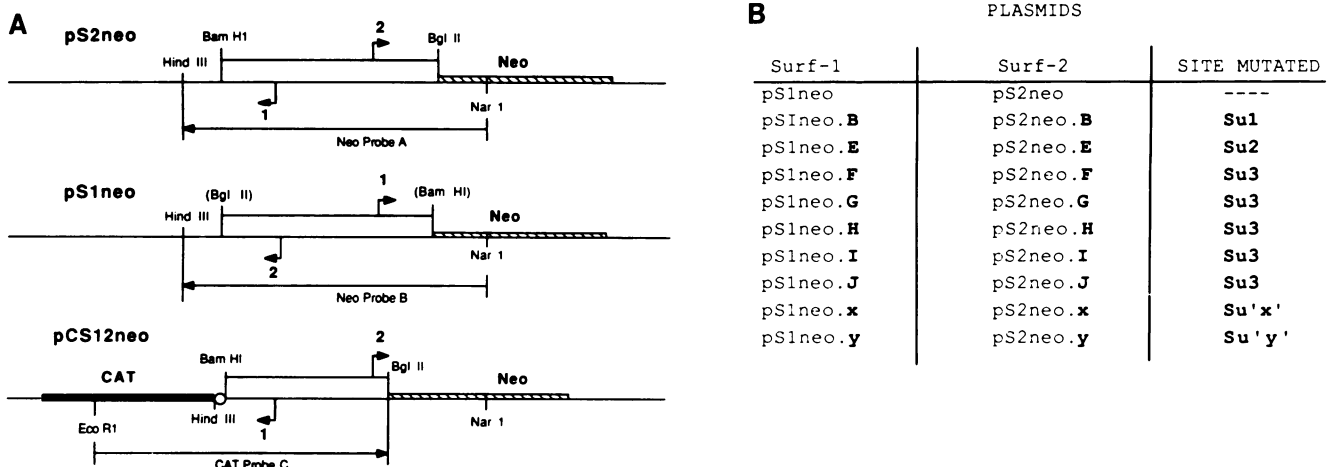 A
pS2neo
2
Bam H1
Bgl II
Hind III
Neo
1
Nar 1
Neo Probe A
pS1neo
1
(Bgl II)
(Bam HI)
Hind III
Neo
2
Nar 1
Neo Probe B
pCS12neo
2
Bam HI
Bgl II
CAT
Neo
Hind III
Eco R1
1
Nar 1
CAT Probe C
B
PLASMIDS
Surf-1 Surf-2 SITE MUTATED
pS1neo pS2neo ----
pSIneo.B pS2neo.B Su1
pS1neo.E pS2neo.E Su2
pS1neo.F pS2neo.F Su3
pS1neo.G pS2neo.G Su3
pS1neo.H pS2neo.H Su3
pS1neo.I pS2neo.I Su3
pS1neo.J pS2neo.J Su3
pS1neo.x pS2neo.x Su'x'
pS1neo.y pS2neo.y Su'y'